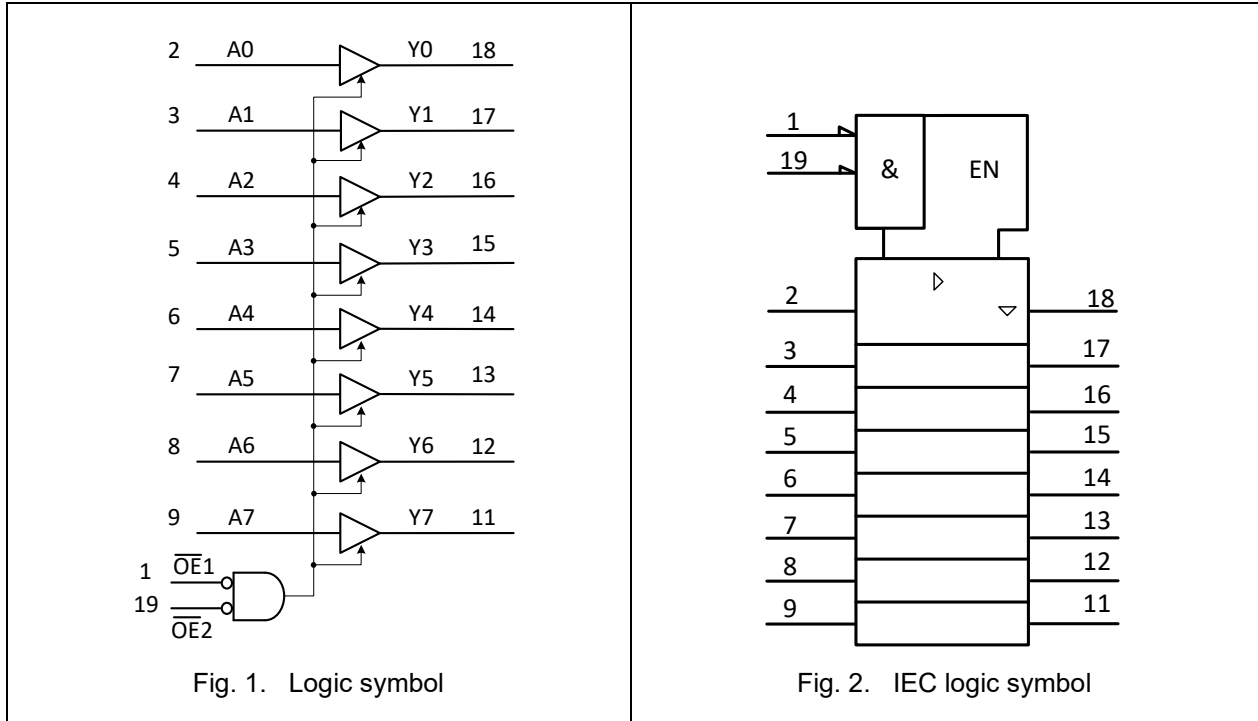 2 A0 Y0 18
3 A1 Y1 17
4 A2 Y2 16
5 A3 Y3 15
6 A4 Y4 14
7 A5 Y5 13
8 A6 Y6 12
9 A7 Y7 11
1 O̅E̅1
19
O̅E̅2
Fig. 1. Logic symbol
1
19
& EN
2 18
3 17
4 16
5 15
6 14
7 13
8 12
9 11
Fig. 2. IEC logic symbol